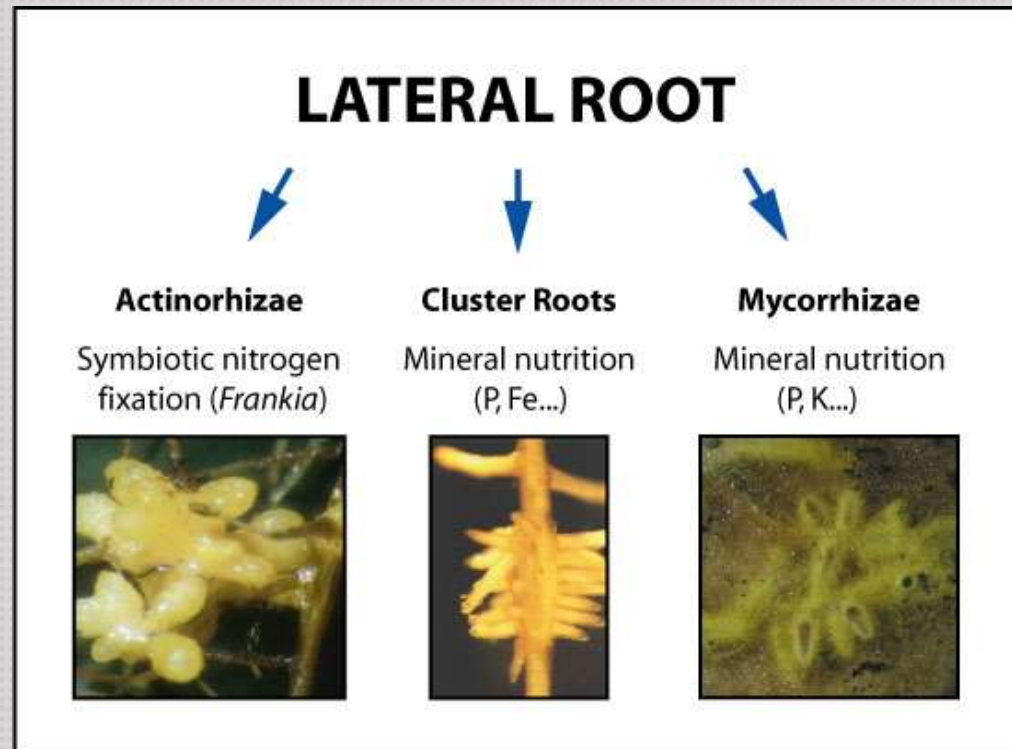 LATERAL ROOT
Actinorhizae
Symbiotic nitrogen
fixation (Frankia)
Cluster Roots
Mineral nutrition
(P, Fe...)
Mycorrhizae
Mineral nutrition
(P, K...)